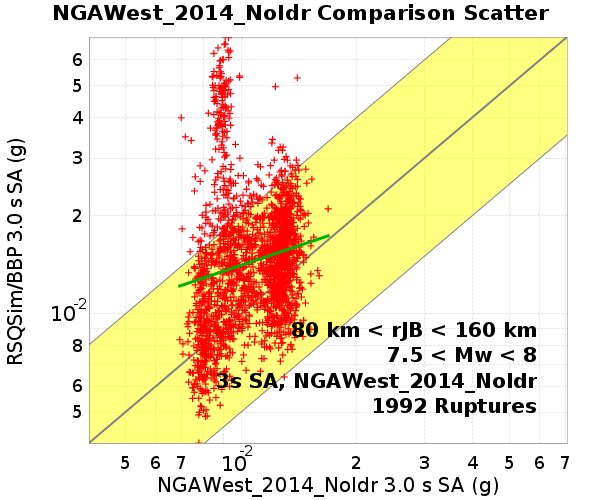 NGAWest_2014_NoIdr Comparison Scatter
RSQSim/BBP 3.0 s SA (g)
6
5
4
3
2
10-2
8
6
5
80 km < rJB < 160 km
7.5 < Mw < 8
3s SA, NGAWest_2014_NoIdr
1992 Ruptures
5 6 7 10-2 2 3 4 5 6 7
NGAWest_2014_NoIdr 3.0 s SA (g)